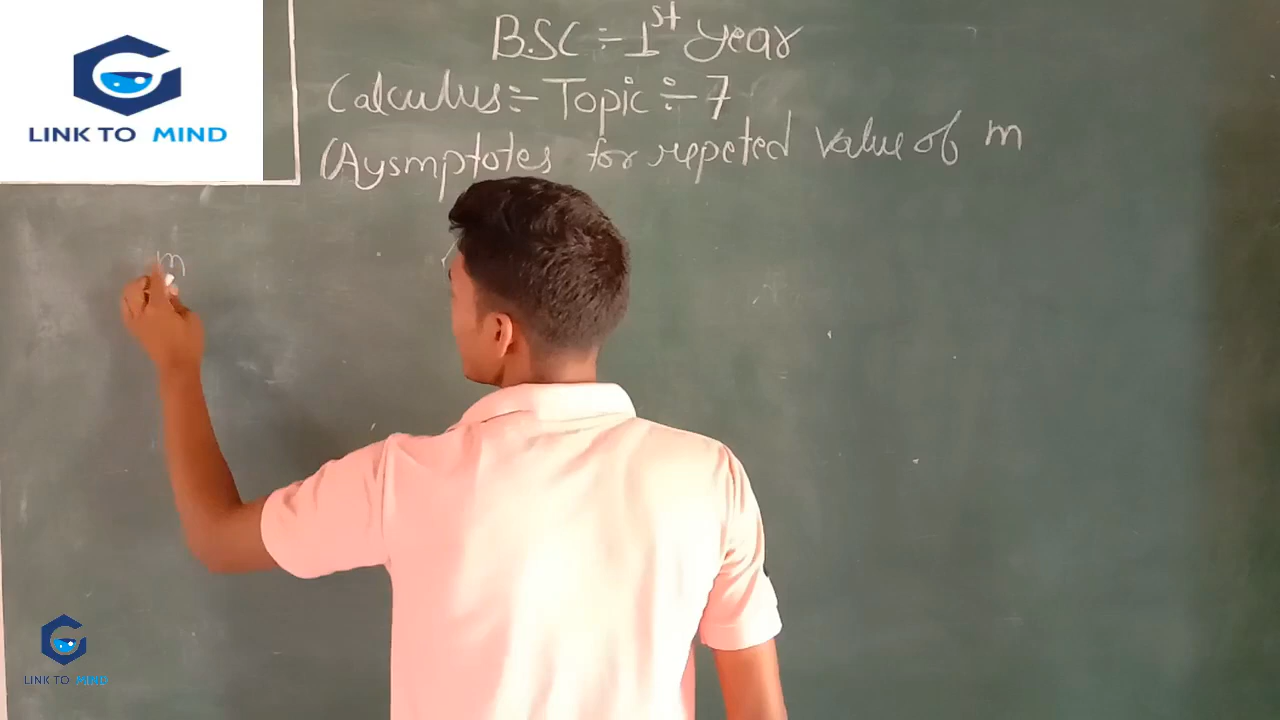 B.SC ÷ 1st year
Calculus:- Topic ÷ 7
(Aysmptotes for repeted value of m
m
LINK TO MIND
LINK TO MIND